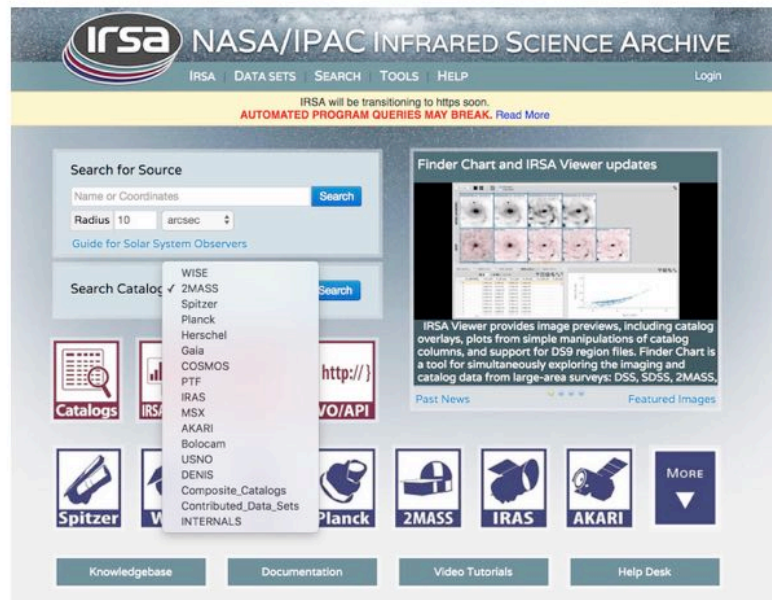 irsa
NASA/IPAC INFRARED SCIENCE ARCHIVE
IRSA DATA SETS SEARCH TOOLS HELP Login
IRSA will be transitioning to https soon.
AUTOMATED PROGRAM QUERIES MAY BREAK. Read More
Search for Source
Name or Coordinates Search
Radius 10 arcsec
Guide for Solar System Observers
Search Catalog Search
WISE
✓ 2MASS
Spitzer
Planck
Herschel
Gaia
COSMOS
PTF
IRAS
MSX
AKARI
Bolocam
USNO
DENIS
Composite_Catalogs
Contributed_Data_Sets
INTERNALS
Finder Chart and IRSA Viewer updates
IRSA Viewer provides image previews, including catalog
overlays, plots from simple manipulations of catalog
columns, and support for DS9 region files. Finder Chart is
a tool for simultaneously exploring the imaging and
catalog data from large-area surveys: DSS, SDSS, 2MASS,
Past News Featured Images
http:// }
Catalogs IRSA VO/API
Spitzer W Planck 2MASS IRAS AKARI MORE
Knowledgebase Documentation Video Tutorials Help Desk